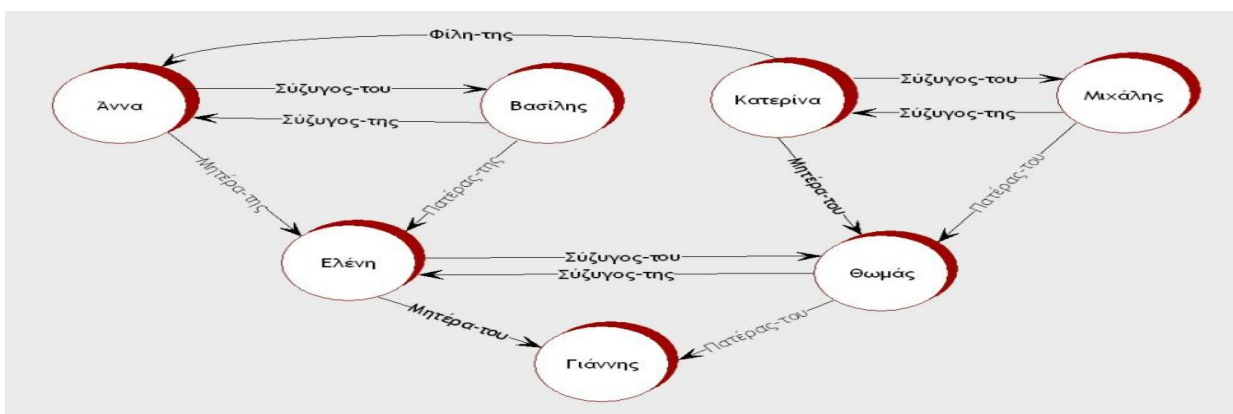 Φίλη-της
Άννα
Σύζυγος-του
Σύζυγος-της
Βασίλης
Κατερίνα
Σύζυγος-του
Σύζυγος-της
Μιχάλης
Μητέρα-της
Πατέρας-της
Μητέρα-του
Πατέρας-του
Ελένη
Σύζυγος-του
Σύζυγος-της
Θωμάς
Μητέρα-του
Πατέρας-του
Γιάννης